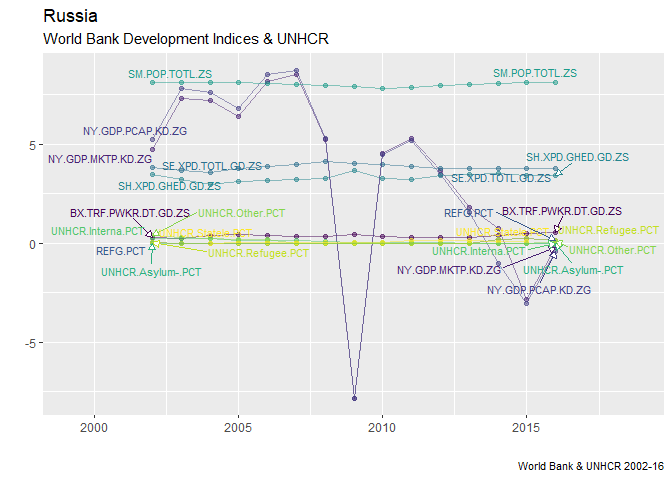 Russia
World Bank Development Indices & UNHCR
SM.POP.TOTL.ZS
SM.POP.TOTL.ZS
NY.GDP.PCAP.KD.ZG
NY.GDP.MKTP.KD.ZG
SE.XPD.TOTL.GD.ZS
SH.XPD.GHED.GD.ZS
SH.XPD.GHED.GD.ZS
SE.XPD.TOTL.GD.ZS
BX.TRF.PWKR.DT.GD.ZS
UNHCR.Other.PCT
REFG.PCT
BX.TRF.PWKR.DT.GD.ZS
UNHCR.Interna.PCT
UNHCR.Refugee.PCT
REFG.PCT
UNHCR.Refugee.PCT
UNHCR.Interna.PCT
UNHCR.Other.PCT
UNHCR.Asylum-.PCT
NY.GDP.MKTP.KD.ZG
UNHCR.Asylum-.PCT
NY.GDP.PCAP.KD.ZG
5
0
-5
2000
2005
2010
2015
World Bank & UNHCR 2002-16